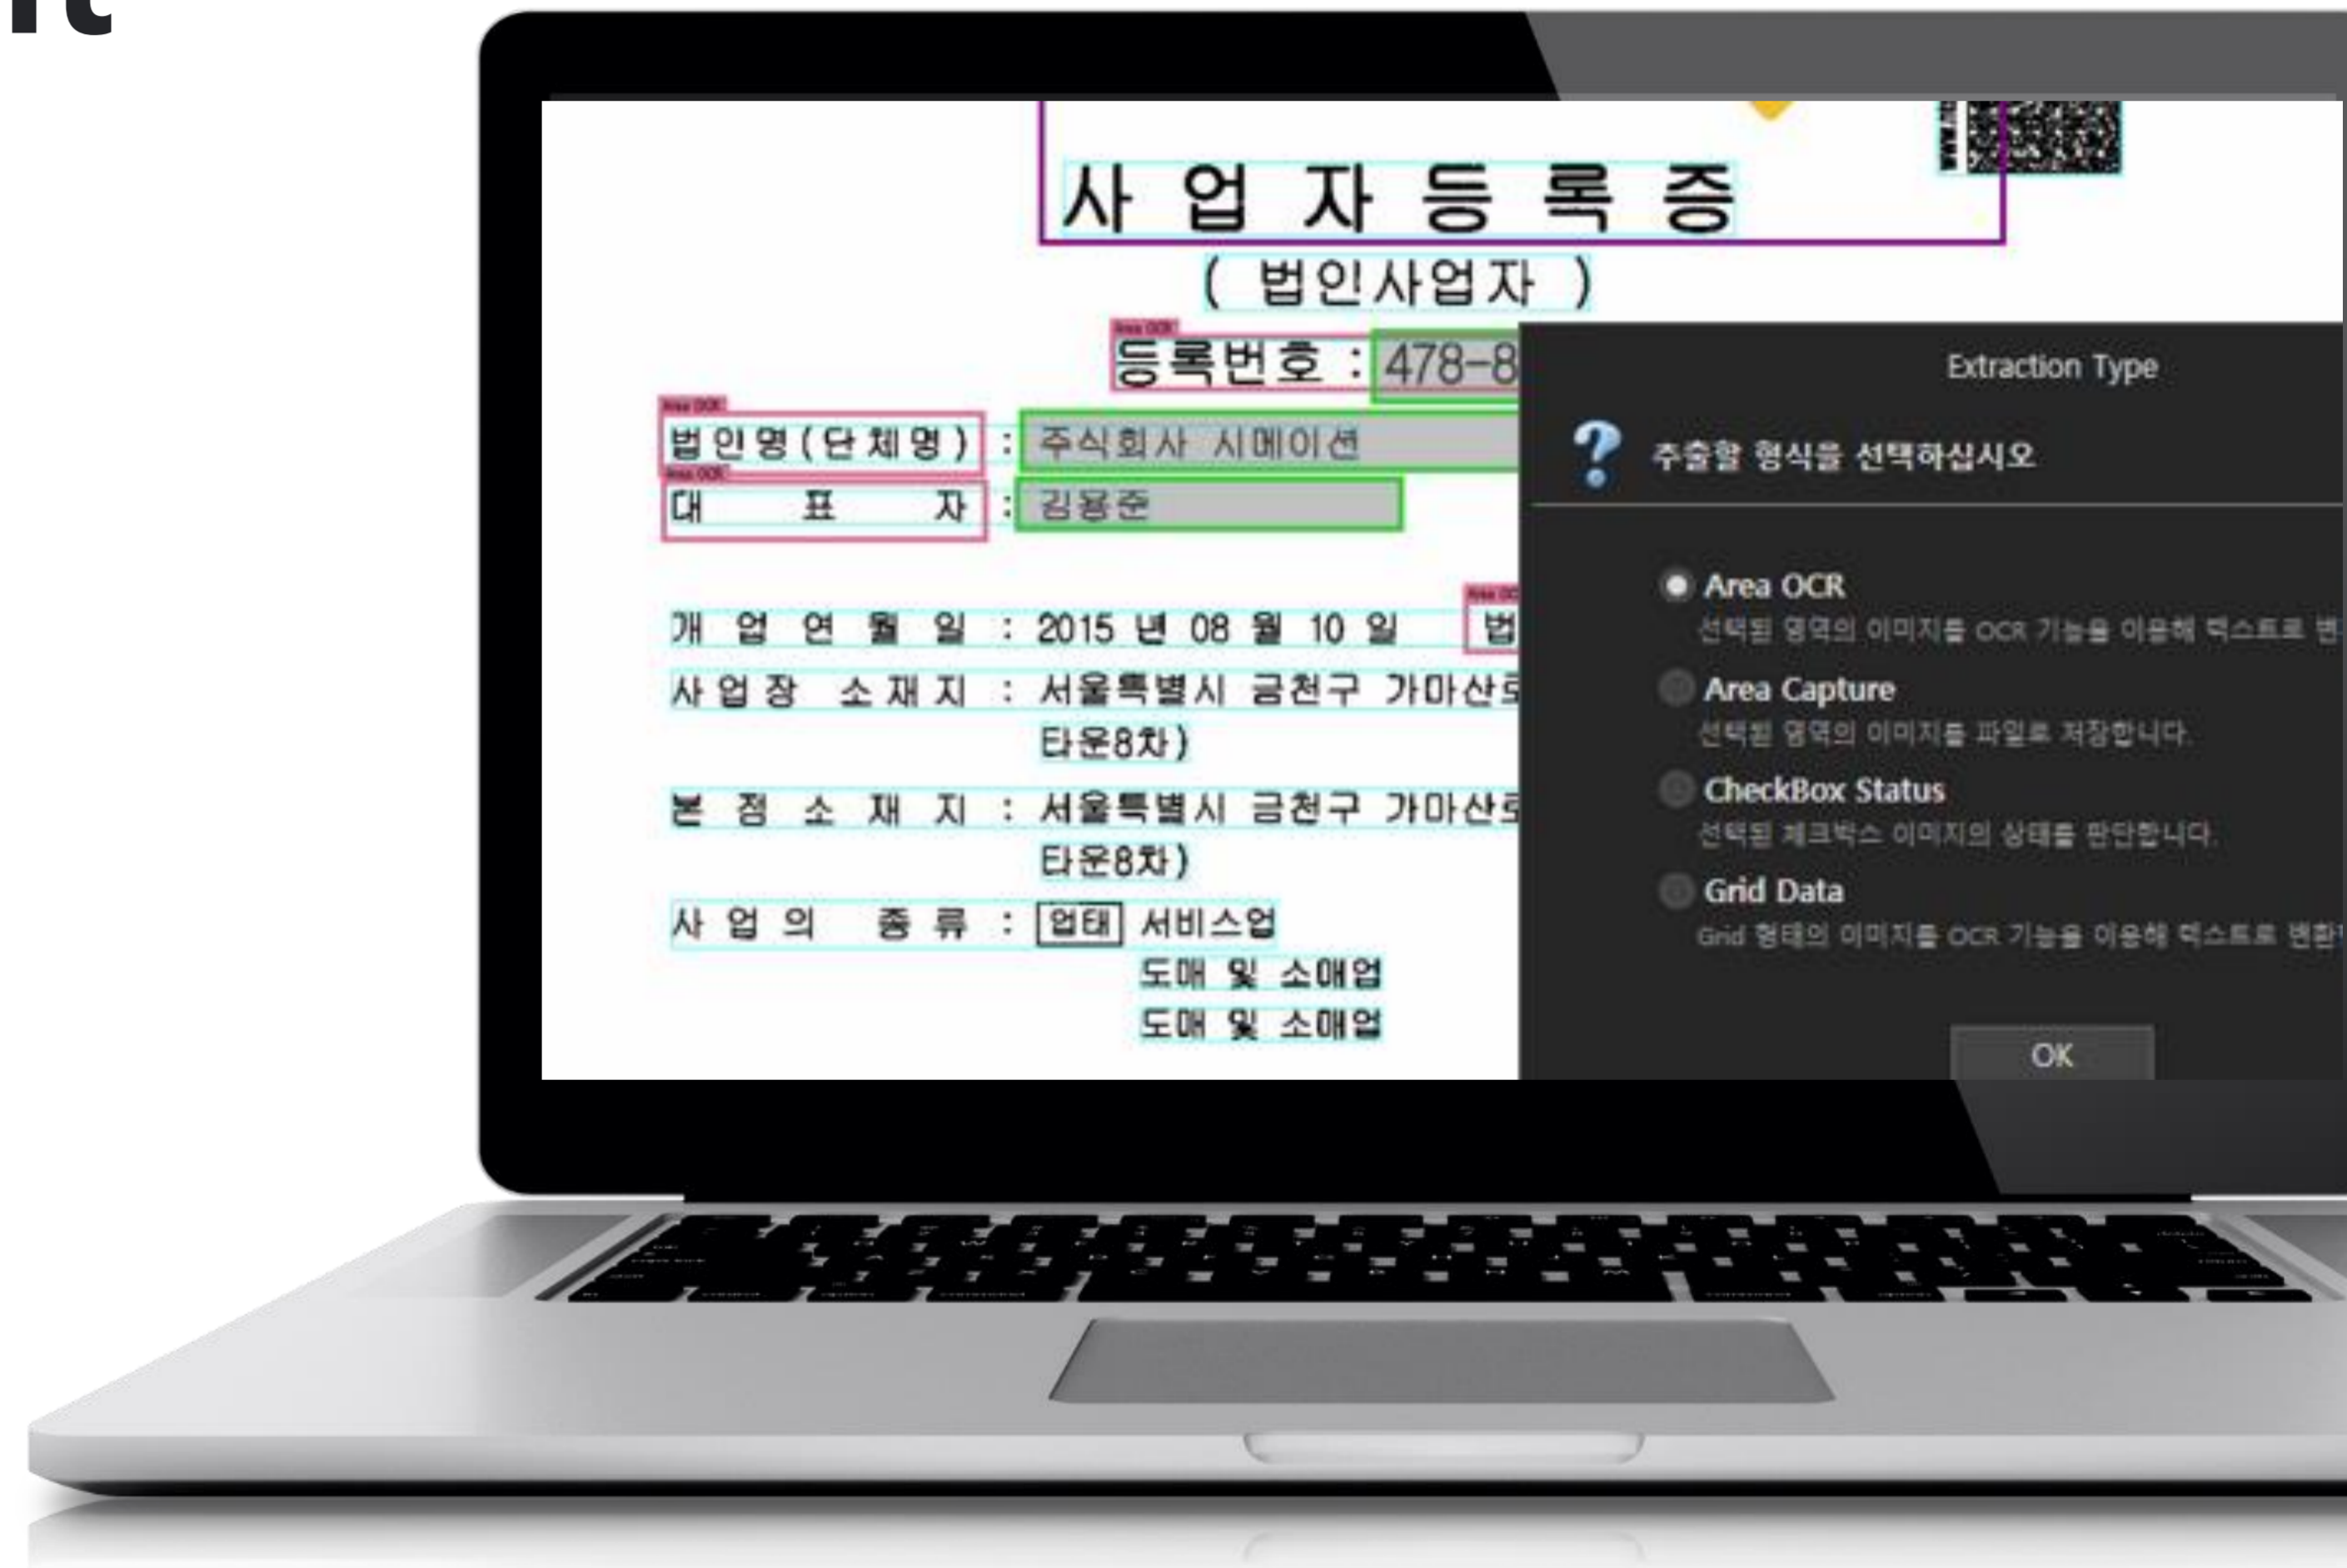 사 업 자 등 록 증
( 법인사업자 )
Area OCR
등록번호 : 478-8
Area OCR
법인명(단체명) : 주식회사 시메이션
Area OCR
대 표 자 : 김용준
개 업 연 월 일 : 2015 년 08 월 10 일 법
사업장 소재지 : 서울특별시 금천구 가마산로
타운8차)
본 점 소 재 지 : 서울특별시 금천구 가마산로
타운8차)
사 업 의 종 류 : 업태 서비스업
도매 및 소매업
도매 및 소매업
Extraction Type
추출할 형식을 선택하십시오
Area OCR
선택된 영역의 이미지를 OCR 기능을 이용해 텍스트로 변
Area Capture
선택된 영역의 이미지를 파일로 저장합니다.
CheckBox Status
선택된 체크박스 이미지의 상태를 판단합니다.
Grid Data
Grid 형태의 이미지를 OCR 기능을 이용해 텍스트로 변환
OK